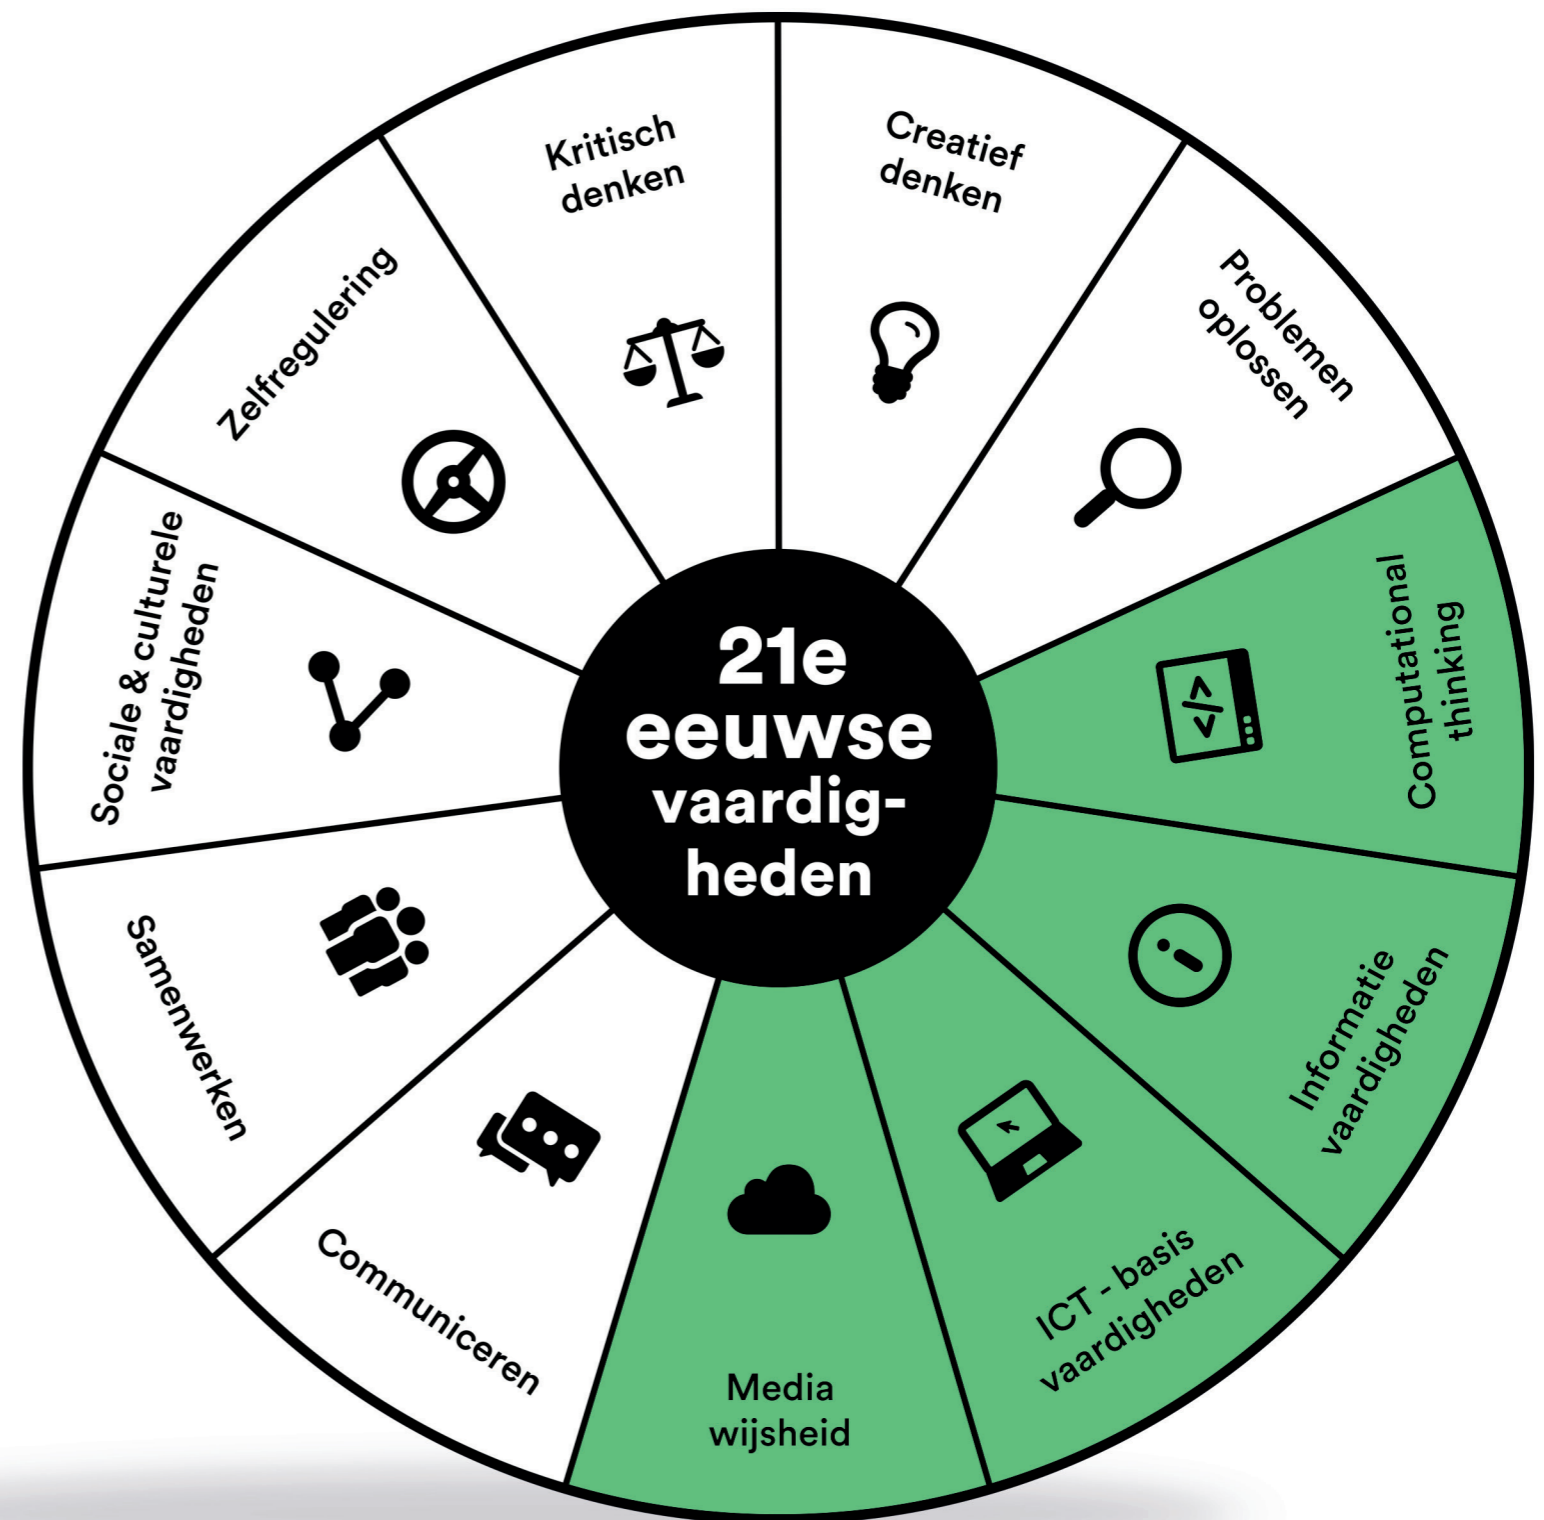 21e
eeuwse
vaardig-
heden
Kritisch
denken
Creatief
denken
Problemen
oplossen
Computational
thinking
Informatie
vaardigheden
ICT - basis
vaardigheden
Media
wijsheid
Communiceren
Samenwerken
Sociale & culturele
vaardigheden
Zelfregulering